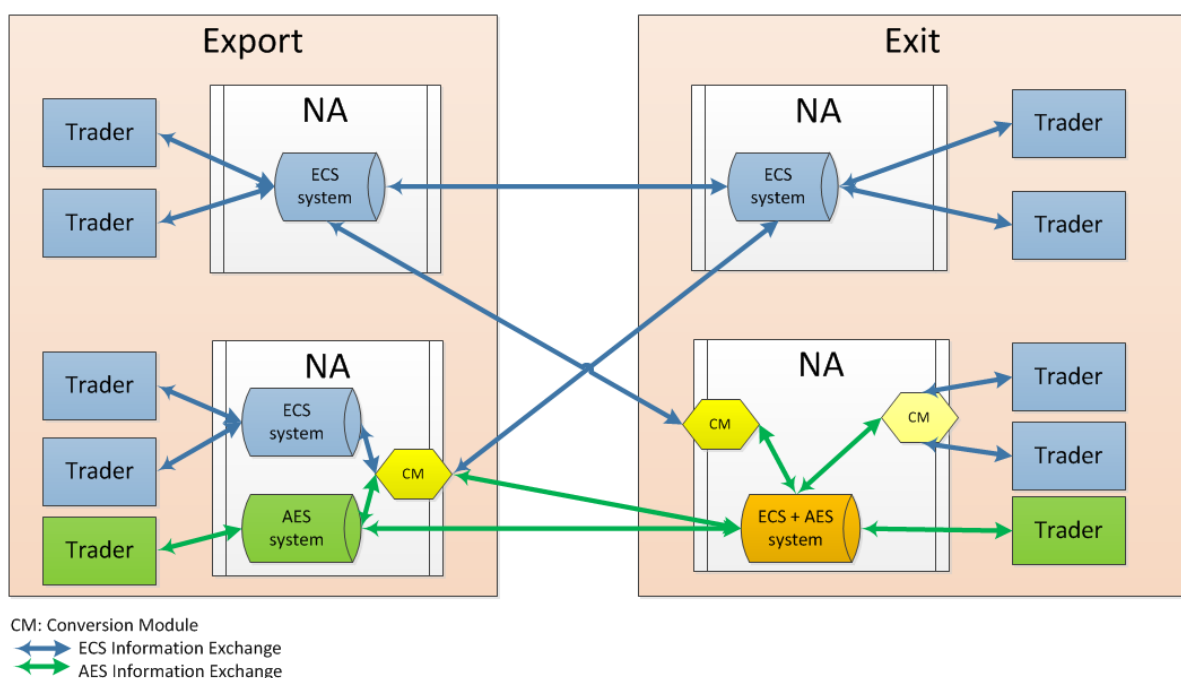 Export
NA
Trader
Trader
ECS
system
NA
Trader
Trader
Trader
ECS
system
CM
AES
system
Exit
NA
ECS
system
Trader
Trader
NA
CM
CM
ECS + AES
system
Trader
Trader
Trader
CM: Conversion Module
ECS Information Exchange
AES Information Exchange